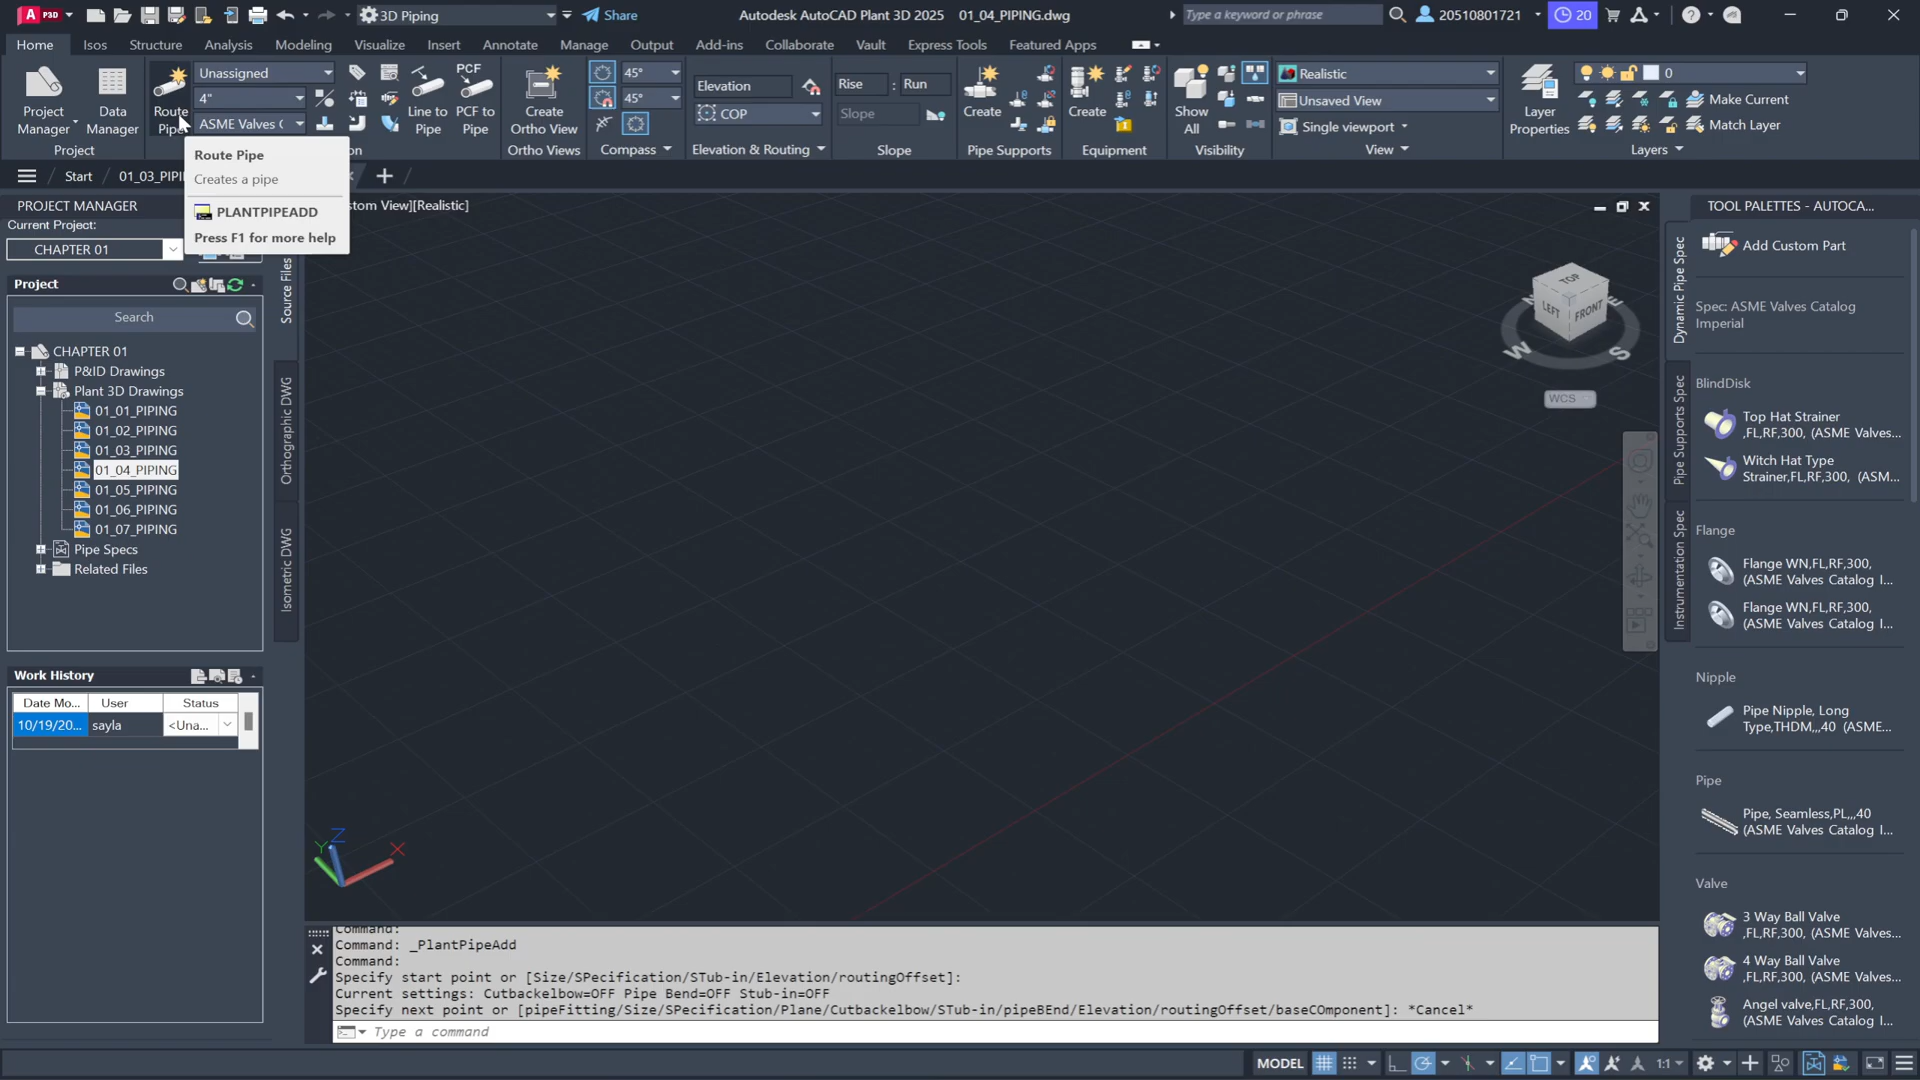 P3D
3D Piping
Share
Autodesk AutoCAD Plant 3D 2025 01_04_PIPING.dwg
Type a keyword or phrase
20510801721
20
Home Isos Structure Analysis Modeling Visualize Insert Annotate Manage Output Add-ins Collaborate Vault Express Tools Featured Apps
Project Manager
Data Manager
Project
Route Pipe
Unassigned
4"
ASME Valves C
Line to Pipe
PCF
PCF to Pipe
Create Ortho View
Ortho Views
45°
45°
Compass
Elevation
COP
Elevation & Routing
Rise : Run
Slope
Slope
Create
Pipe Supports
Create
Equipment
Show All
Visibility
Realistic
Unsaved View
Single viewport
View
Layer Properties
0
Make Current
Match Layer
Layers
Route Pipe
Creates a pipe
PLANTPIPEADD
Press F1 for more help
Start
PROJECT MANAGER
Current Project:
CHAPTER 01
Project
Search
CHAPTER 01
P&ID Drawings
Plant 3D Drawings
01_01_PIPING
01_02_PIPING
01_03_PIPING
01_04_PIPING
01_05_PIPING
01_06_PIPING
01_07_PIPING
Pipe Specs
Related Files
Source Files
Orthographic DWG
Isometric DWG
Work History
Date Mo... User Status
10/19/20... sayla <Una...
[Realistic]
TOP
LEFT
FRONT
W
S
WCS
X
Y
Z
Command: _PlantPipeAdd
Command:
Specify start point or [Size/SPecification/STub-in/Elevation/routingOffset]:
Current settings: Cutbackelbow=OFF Pipe Bend=OFF Stub-in=OFF
Specify next point or [pipeFitting/Size/SPecification/Plane/Cutbackelbow/STub-in/pipeBEnd/Elevation/routingOffset/baseCOmponent]: *Cancel*
Type a command
MODEL
1:1
TOOL PALETTES - AUTOCA...
Dynamic Pipe Spec
Pipe Supports Spec
Instrumentation Spec
Add Custom Part
Spec: ASME Valves Catalog
Imperial
BlindDisk
Top Hat Strainer
,FL,RF,300, (ASME Valves...
Witch Hat Type
Strainer,FL,RF,300, (ASM...
Flange
Flange WN,FL,RF,300,
(ASME Valves Catalog I...
Flange WN,FL,RF,300,
(ASME Valves Catalog I...
Nipple
Pipe Nipple, Long
Type,THDM,,,40 (ASME...
Pipe
Pipe, Seamless,PL,,,40
(ASME Valves Catalog I...
Valve
3 Way Ball Valve
,FL,RF,300, (ASME Valves...
4 Way Ball Valve
,FL,RF,300, (ASME Valves...
Angel valve,FL,RF,300,
(ASME Valves Catalog I...